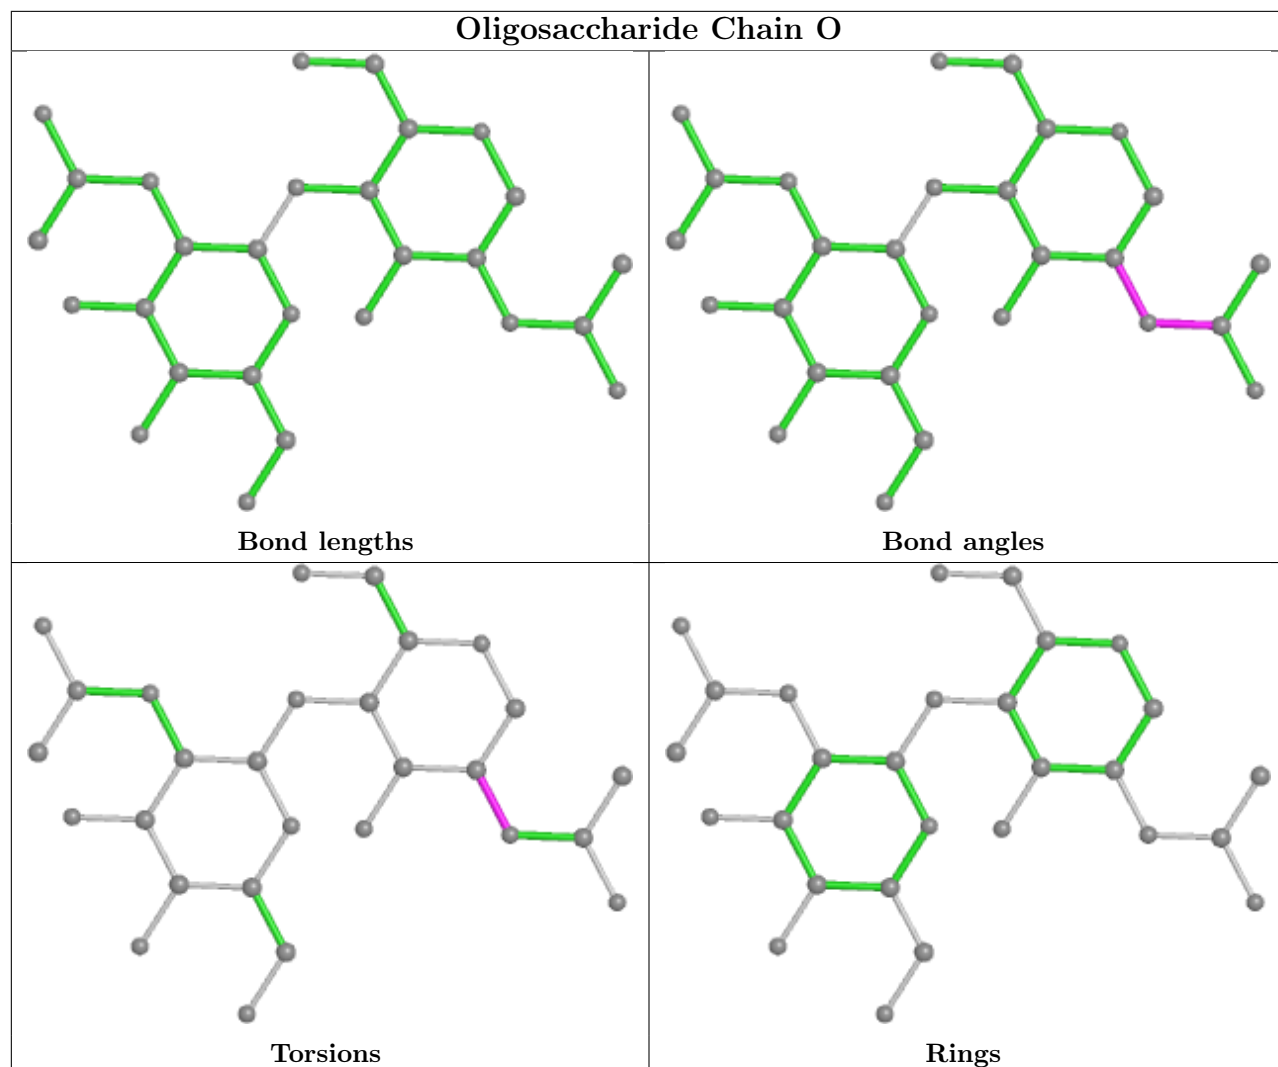 Oligosaccharide Chain O
Bond lengths
Bond angles
Torsions
Rings